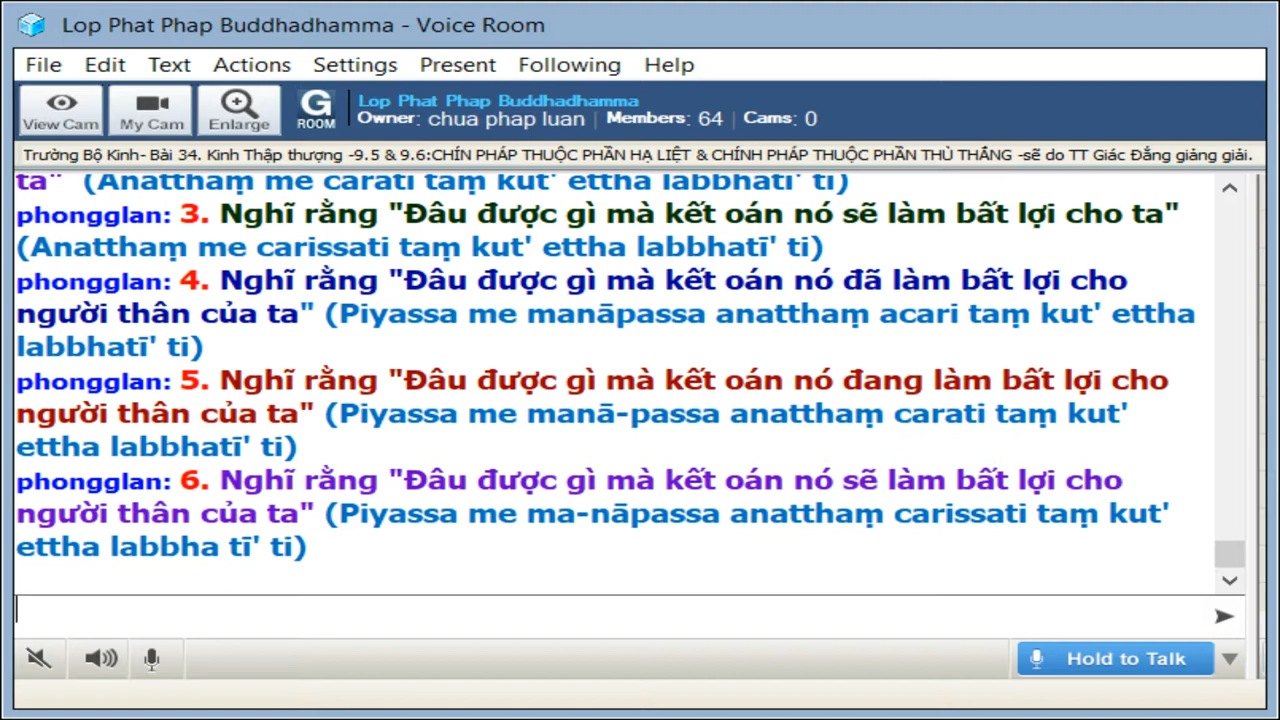 Lop Phat Phap Buddhadhamma - Voice Room
File Edit Text Actions Settings Present Following Help
View Cam My Cam Enlarge G ROOM
Lop Phat Phap Buddhadhamma
Owner: chua phap luan | Members: 64 | Cams: 0
Trường Bộ Kinh- Bài 34. Kinh Thập thượng -9.5 & 9.6:CHÍN PHÁP THUỘC PHẦN HẠ LIỆT & CHÍNH PHÁP THUỘC PHẦN THÙ THẮNG -sẽ do TT Giác Đẳng giảng giải.
ta" (Anatthaṃ me carati taṃ kut' ettha labbhatī' ti)
phongglan: 3. Nghĩ rằng "Đâu được gì mà kết oán nó sẽ làm bất lợi cho ta"
(Anatthaṃ me carissati taṃ kut' ettha labbhatī' ti)
phongglan: 4. Nghĩ rằng "Đâu được gì mà kết oán nó đã làm bất lợi cho
người thân của ta" (Piyassa me manāpassa anatthaṃ acari taṃ kut' ettha
labbhatī' ti)
phongglan: 5. Nghĩ rằng "Đâu được gì mà kết oán nó đang làm bất lợi cho
người thân của ta" (Piyassa me manā-passa anatthaṃ carati taṃ kut'
ettha labbhatī' ti)
phongglan: 6. Nghĩ rằng "Đâu được gì mà kết oán nó sẽ làm bất lợi cho
người thân của ta" (Piyassa me ma-nāpassa anatthaṃ carissati taṃ kut'
ettha labbha tī' ti)
Hold to Talk